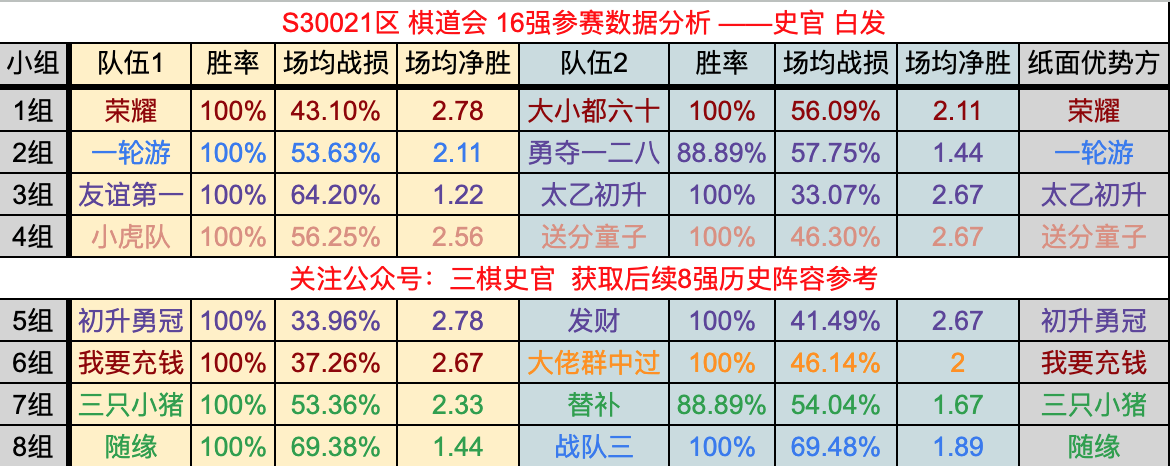 S30021区 棋道会 16强参赛数据分析 ——史官 白发
小组 队伍1 胜率 场均战损 场均净胜 队伍2 胜率 场均战损 场均净胜 纸面优势方
1组 荣耀 100% 43.10% 2.78 大小都六十 100% 56.09% 2.11 荣耀
2组 一轮游 100% 53.63% 2.11 勇夺一二八 88.89% 57.75% 1.44 一轮游
3组 友谊第一 100% 64.20% 1.22 太乙初升 100% 33.07% 2.67 太乙初升
4组 小虎队 100% 56.25% 2.56 送分童子 100% 46.30% 2.67 送分童子
关注公众号：三棋史官 获取后续8强历史阵容参考
5组 初升勇冠 100% 33.96% 2.78 发财 100% 41.49% 2.67 初升勇冠
6组 我要充钱 100% 37.26% 2.67 大佬群中过 100% 46.14% 2 我要充钱
7组 三只小猪 100% 53.36% 2.33 替补 88.89% 54.04% 1.67 三只小猪
8组 随缘 100% 69.38% 1.44 战队三 100% 69.48% 1.89 随缘